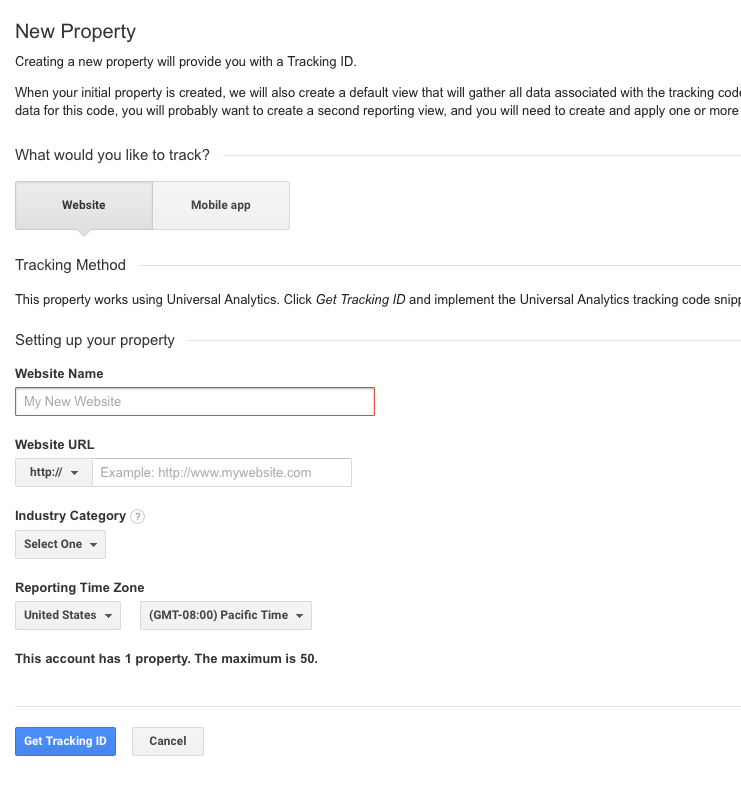 New Property
Creating a new property will provide you with a Tracking ID.
When your initial property is created, we will also create a default view that will gather all data associated with the tracking code
data for this code, you will probably want to create a second reporting view, and you will need to create and apply one or more
What would you like to track?
Website Mobile app
Tracking Method
This property works using Universal Analytics. Click Get Tracking ID and implement the Universal Analytics tracking code snipp
Setting up your property
Website Name
My New Website
Website URL
http:// Example: http://www.mywebsite.com
Industry Category ?
Select One
Reporting Time Zone
United States (GMT-08:00) Pacific Time
This account has 1 property. The maximum is 50.
Get Tracking ID Cancel